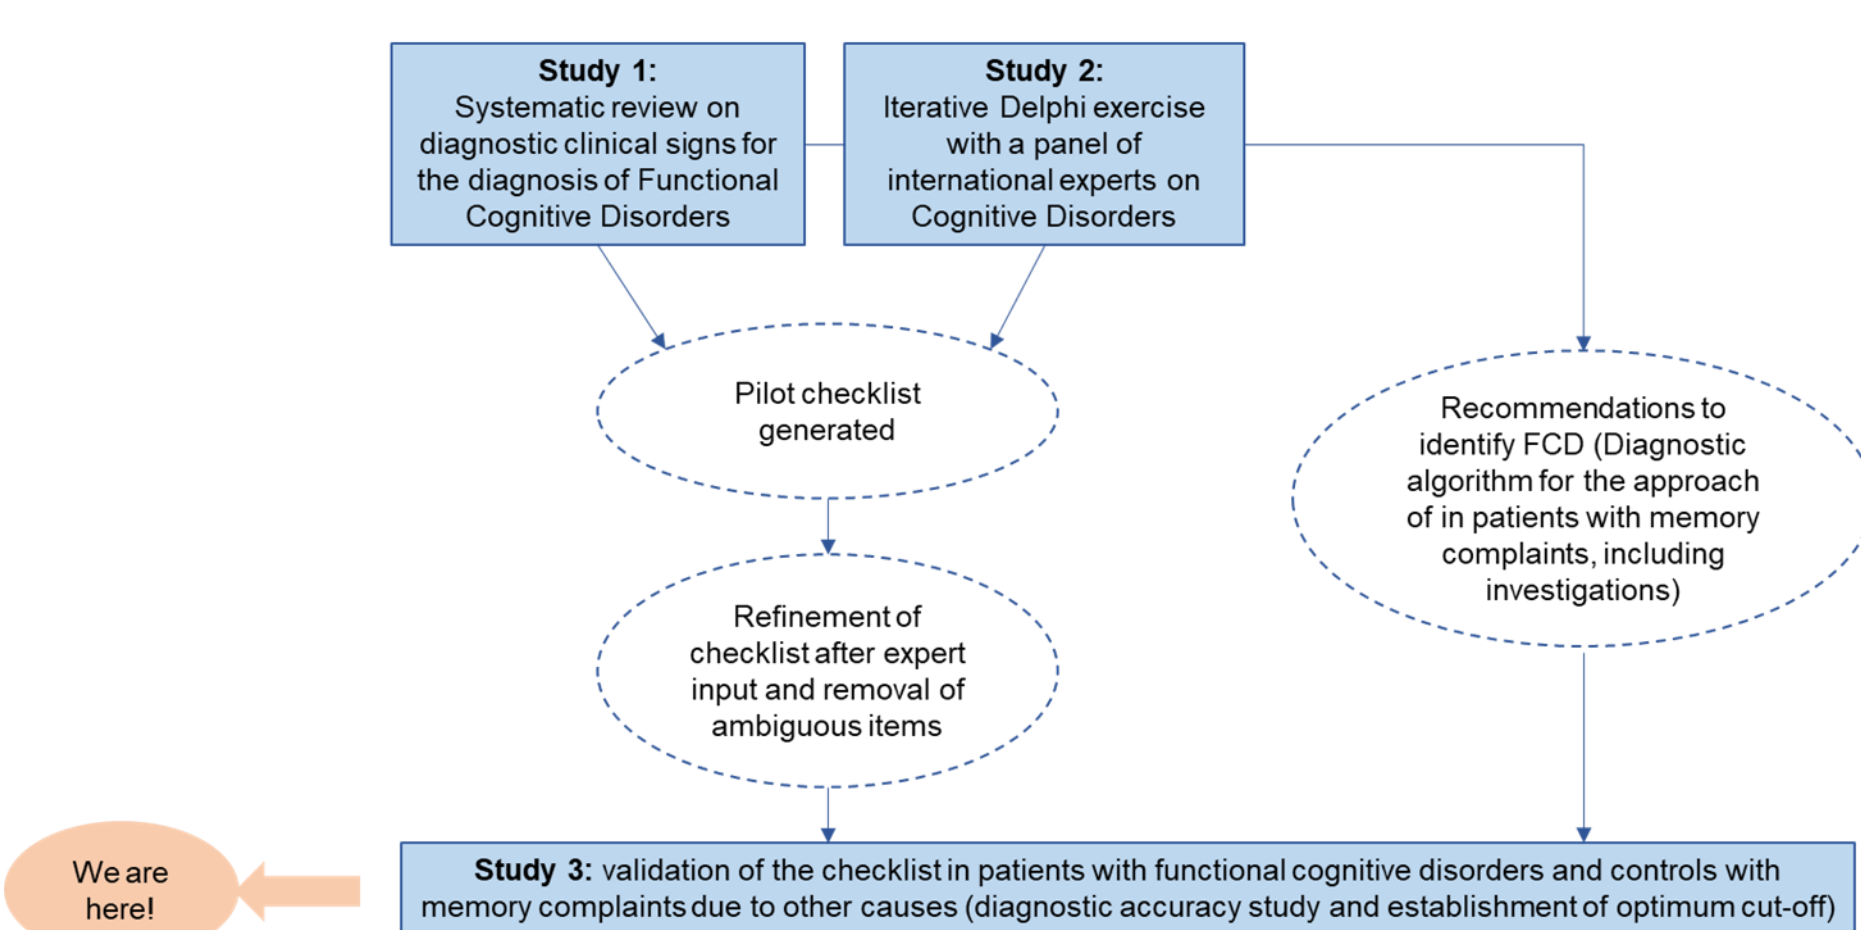 Study 1:
Systematic review on
diagnostic clinical signs for
the diagnosis of Functional
Cognitive Disorders
Study 2:
Iterative Delphi exercise
with a panel of
international experts on
Cognitive Disorders
Pilot checklist
generated
Recommendations to
identify FCD (Diagnostic
algorithm for the approach
of in patients with memory
complaints, including
investigations)
Refinement of
checklist after expert
input and removal of
ambiguous items
We are
here!
Study 3: validation of the checklist in patients with functional cognitive disorders and controls with
memory complaints due to other causes (diagnostic accuracy study and establishment of optimum cut-off)